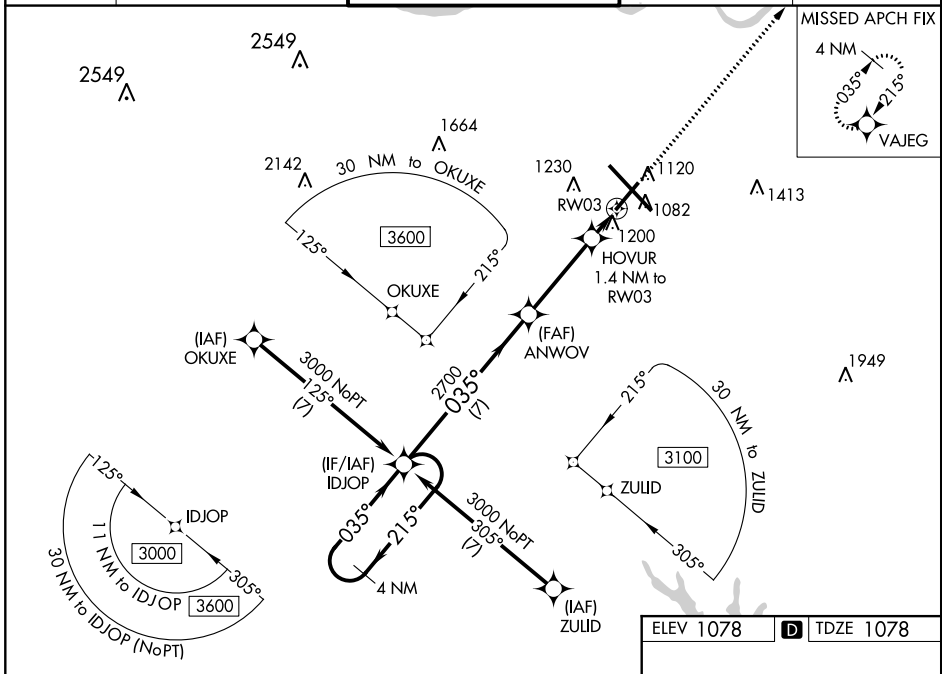 MISSED APCH FIX
4 NM
035°
215°
VAJEG
2549
2549
1664
2142
30 NM to OKUXE
3600
125°
215°
OKUXE
1230
1120
RW03
1082
1413
1200
HOVUR
1.4 NM to
RW03
(FAF)
ANWOV
(IAF)
OKUXE
3000 NoPT
125°
(7)
2700
035°
(7)
1949
215°
30 NM to ZULID
3100
ZULID
305°
(IF/IAF)
IDJOP
035°
215°
4 NM
3000 NoPT
305°
(7)
(IAF)
ZULID
125°
IDJOP
3000
11 NM to IDJOP
305°
3600
30 NM to IDJOP (NoPT)
ELEV 1078 D TDZE 1078